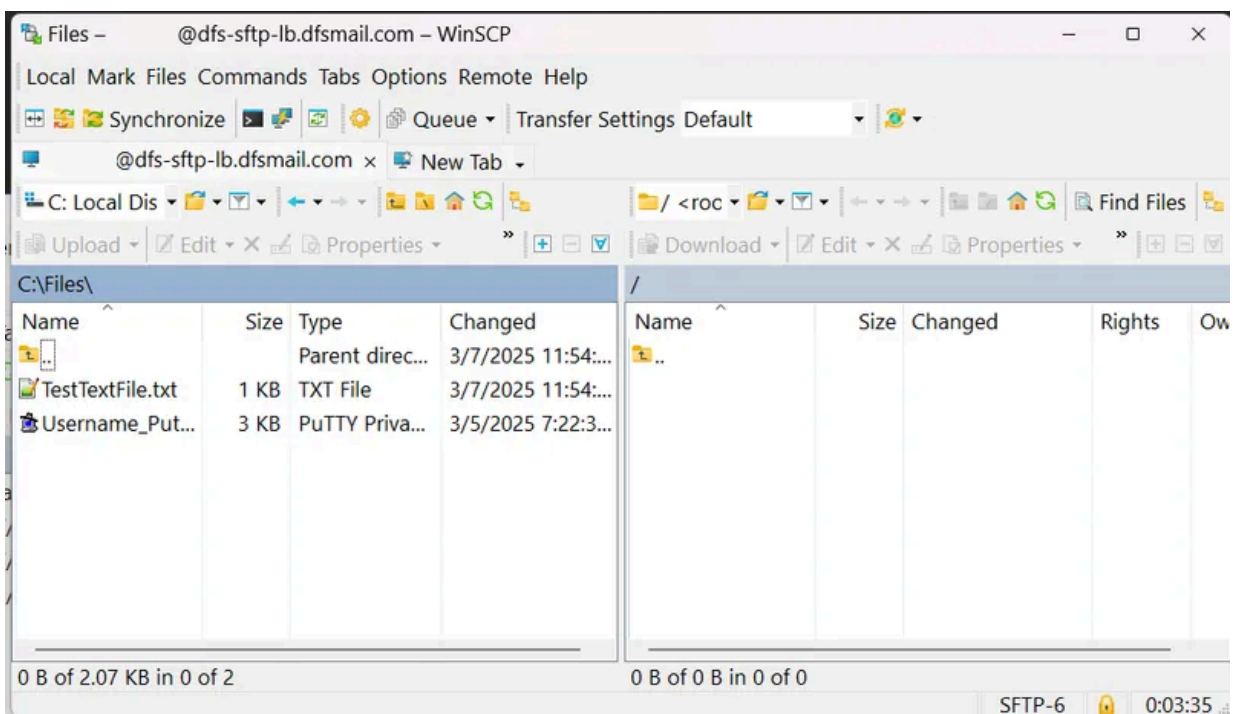 Files – @dfs-sftp-lb.dfsmail.com – WinSCP
Local Mark Files Commands Tabs Options Remote Help
Synchronize Queue Transfer Settings Default
@dfs-sftp-lb.dfsmail.com × New Tab
C: Local Dis / <roc Find Files
Upload Edit Properties » Download Edit Properties »
C:\Files\ /
Name Size Type Changed Name Size Changed Rights Ow
.. Parent direc... 3/7/2025 11:54:... ..
TestTextFile.txt 1 KB TXT File 3/7/2025 11:54:...
Username_Put... 3 KB PuTTY Priva... 3/5/2025 7:22:3...
0 B of 2.07 KB in 0 of 2 0 B of 0 B in 0 of 0
SFTP-6 0:03:35